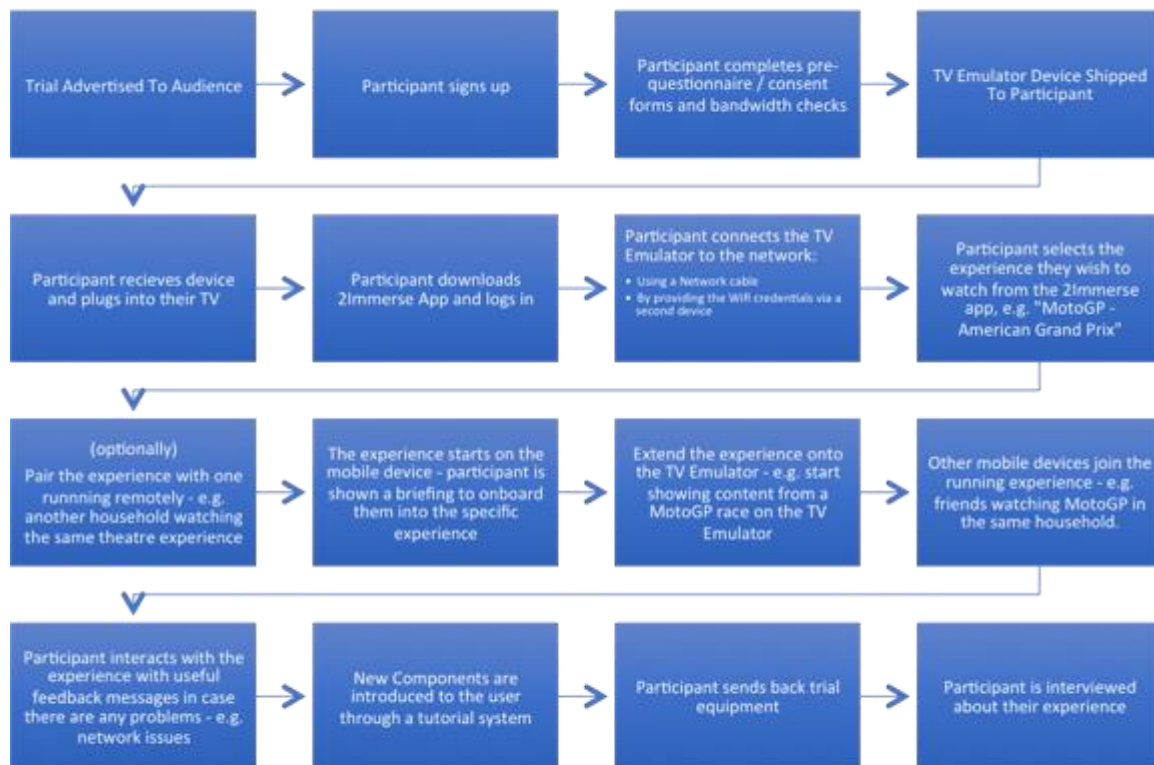 Trial Advertised To Audience
Participant signs up
Participant completes pre-
questionnaire / consent
forms and bandwidth checks
TV Emulator Device Shipped
To Participant
Participant recieves device
and plugs into their TV
Participant downloads
2Immerse App and logs in
Participant connects the TV
Emulator to the network:
• Using a Network cable
• By providing the Wifi credentials via a
second device
Participant selects the
experience they wish to
watch from the 2Immerse
app, e.g. "MotoGP -
American Grand Prix"
(optionally)
Pair the experience with one
runnning remotely - e.g.
another household watching
the same theatre experience
The experience starts on the
mobile device - participant is
shown a briefing to onboard
them into the specific
experience
Extend the experience onto
the TV Emulator - e.g. start
showing content from a
MotoGP race on the TV
Emulator
Other mobile devices join the
running experience - e.g.
friends watching MotoGP in
the same household.
Participant interacts with the
experience with useful
feedback messages in case
there are any problems - e.g.
network issues
New Components are
introduced to the user
through a tutorial system
Participant sends back trial
equipment
Participant is interviewed
about their experience